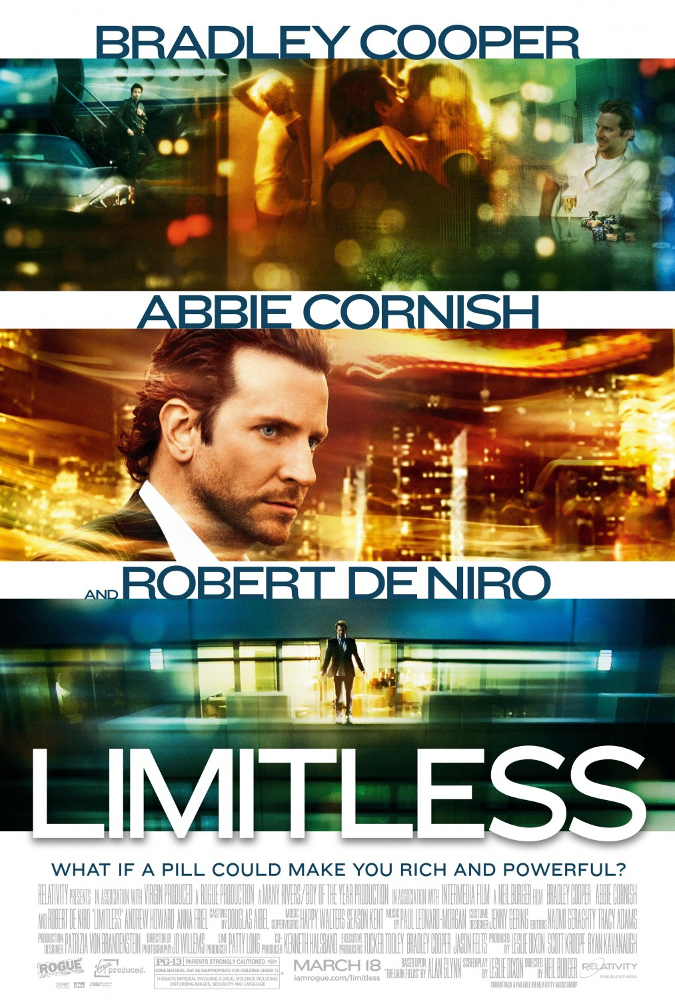 BRADLEY COOPER
ABBIE CORNISH
AND ROBERT DE NIRO
LIMITLESS
WHAT IF A PILL COULD MAKE YOU RICH AND POWERFUL?
RELATIVITY PRESENTS IN ASSOCIATION WITH VIRGIN PRODUCED A ROGUE PRODUCTION A MANY RIVERS/BOY OF THE YEAR PRODUCTION IN ASSOCIATION WITH INTERMEDIA FILM A NEIL BURGER FILM BRADLEY COOPER ABBIE CORNISH
AND ROBERT DE NIRO "LIMITLESS" ANDREW HOWARD ANNA FRIEL CASTING BY DOUGLAS AIBEL MUSIC SUPERVISORS HAPPY WALTERS SEASON KENT MUSIC BY PAUL LEONARD-MORGAN COSTUME DESIGNER JENNY GERING EDITORS NAOMI GERAGHTY TRACY ADAMS
PRODUCTION DESIGNER PATRIZIA VON BRANDENSTEIN DIRECTOR OF PHOTOGRAPHY JO WILLEMS LINE PRODUCER PATTY LONG CO-PRODUCER KENNETH HALSBAND EXECUTIVE PRODUCERS TUCKER TOOLEY BRADLEY COOPER JASON FELTS PRODUCED BY LESLIE DIXON SCOTT KROOPF RYAN KAVANAUGH
ROGUE
Virgin produced.
PG-13 PARENTS STRONGLY CAUTIONED
SOME MATERIAL MAY BE INAPPROPRIATE FOR CHILDREN UNDER 13
THEMATIC MATERIAL INVOLVING A DRUG, VIOLENCE INCLUDING
DISTURBING IMAGES, SEXUALITY AND LANGUAGE
MARCH 18
iamrogue.com/limitless
BASED UPON "THE DARK FIELDS" BY ALAN GLYNN SCREENPLAY BY LESLIE DIXON DIRECTED BY NEIL BURGER
SOUNDTRACK AVAILABLE ON RELATIVITY MUSIC GROUP
RELATIVITY
© 2011 RELATIVITY MEDIA
dts